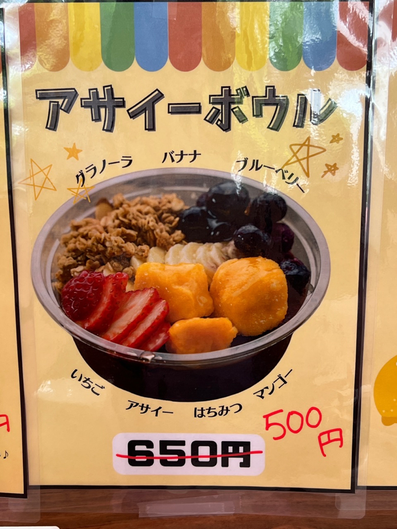 アサイーボウル
グラノーラ バナナ ブルーベリー
いちご アサイー はちみつ マンゴー
650円 500円